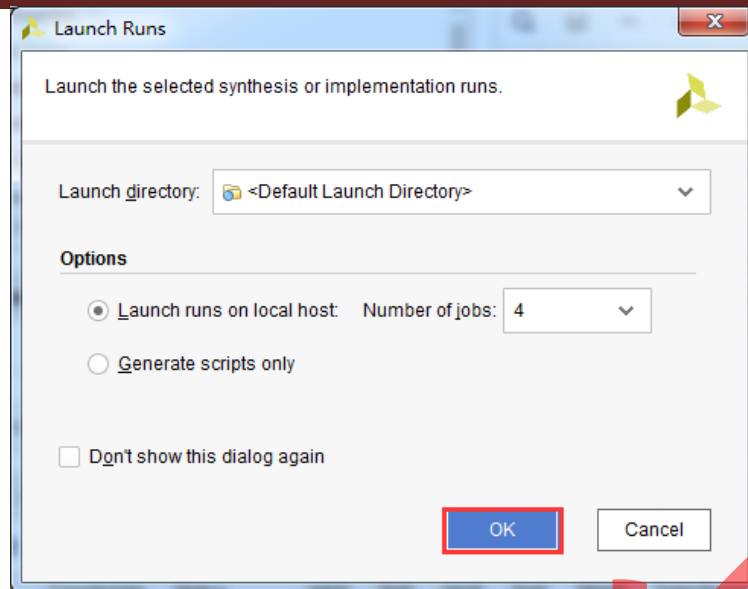 Launch Runs
Launch the selected synthesis or implementation runs.
Launch directory: <Default Launch Directory>
Options
Launch runs on local host: Number of jobs: 4
Generate scripts only
Don't show this dialog again
OK Cancel